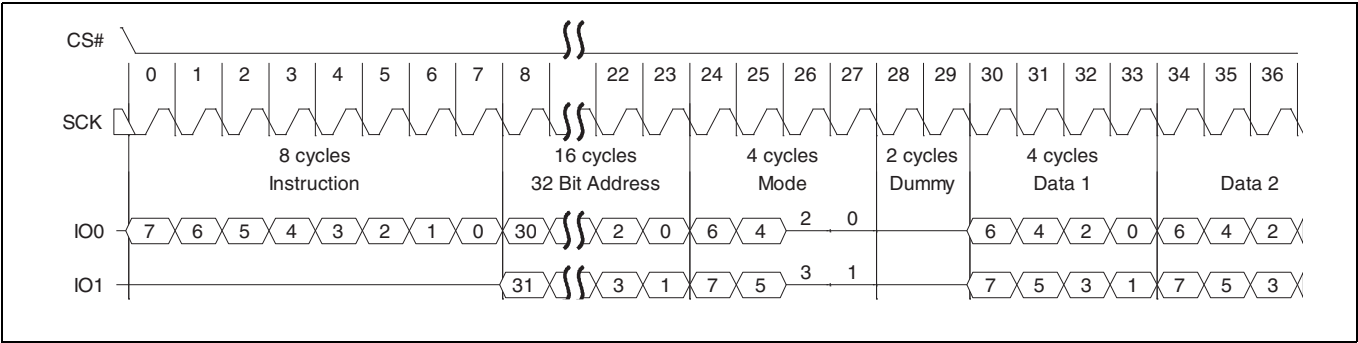 CS#
0 1 2 3 4 5 6 7 8 22 23 24 25 26 27 28 29 30 31 32 33 34 35 36
SCK
8 cycles 16 cycles 4 cycles 2 cycles 4 cycles
Instruction 32 Bit Address Mode Dummy Data 1 Data 2
IO0 7 6 5 4 3 2 1 0 30 2 0 6 4 2 0 6 4 2 0 6 4 2
IO1 31 3 1 7 5 3 1 7 5 3 1 7 5 3